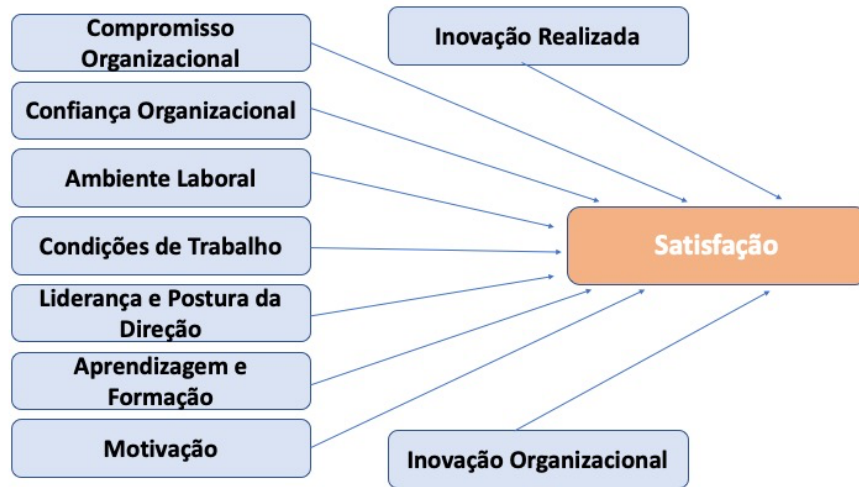 Compromisso
Organizacional
Inovação Realizada
Confiança Organizacional
Ambiente Laboral
Condições de Trabalho
Satisfação
Liderança e Postura da
Direção
Aprendizagem e
Formação
Motivação
Inovação Organizacional